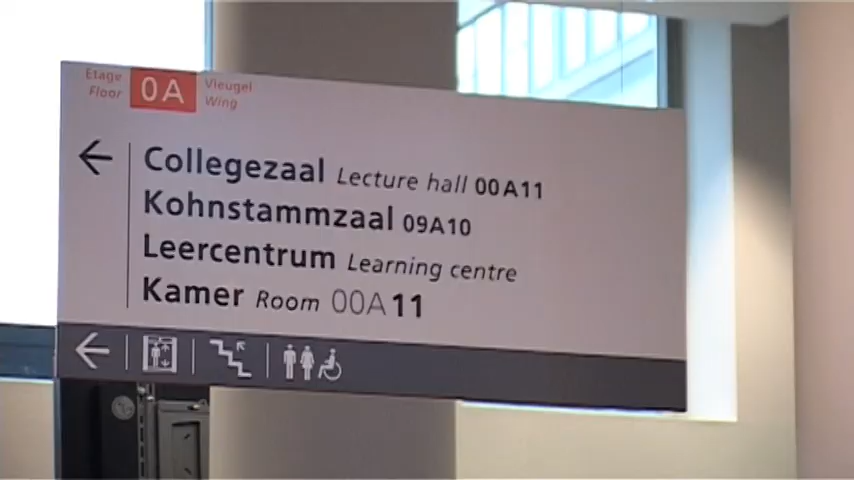 Etage 0A Vleugel
Floor Wing
Collegezaal Lecture hall 00A11
Kohnstammzaal 09A10
Leercentrum Learning centre
Kamer Room 00A11